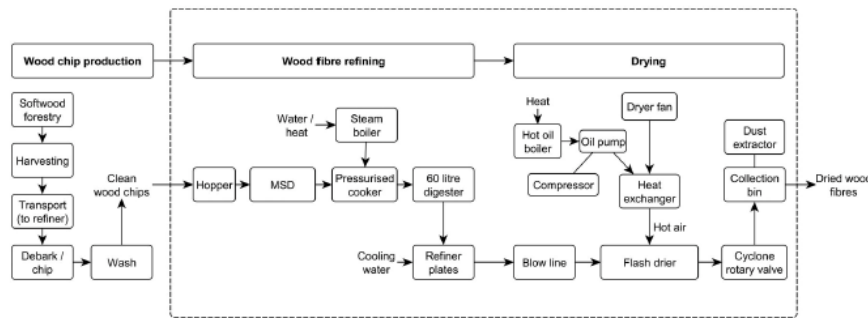 Wood chip production
Wood fibre refining
Drying
Softwood
forestry
Harvesting
Transport
(to refiner)
Debark /
chip
Wash
Clean
wood chips
Hopper
MSD
Water /
heat
Steam
boiler
Pressurised
cooker
60 litre
digester
Cooling
water
Refiner
plates
Blow line
Heat
Hot oil
boiler
Oil pump
Compressor
Dryer fan
Heat
exchanger
Hot air
Flash drier
Dust
extractor
Collection
bin
Cyclone
rotary valve
Dried wood
fibres